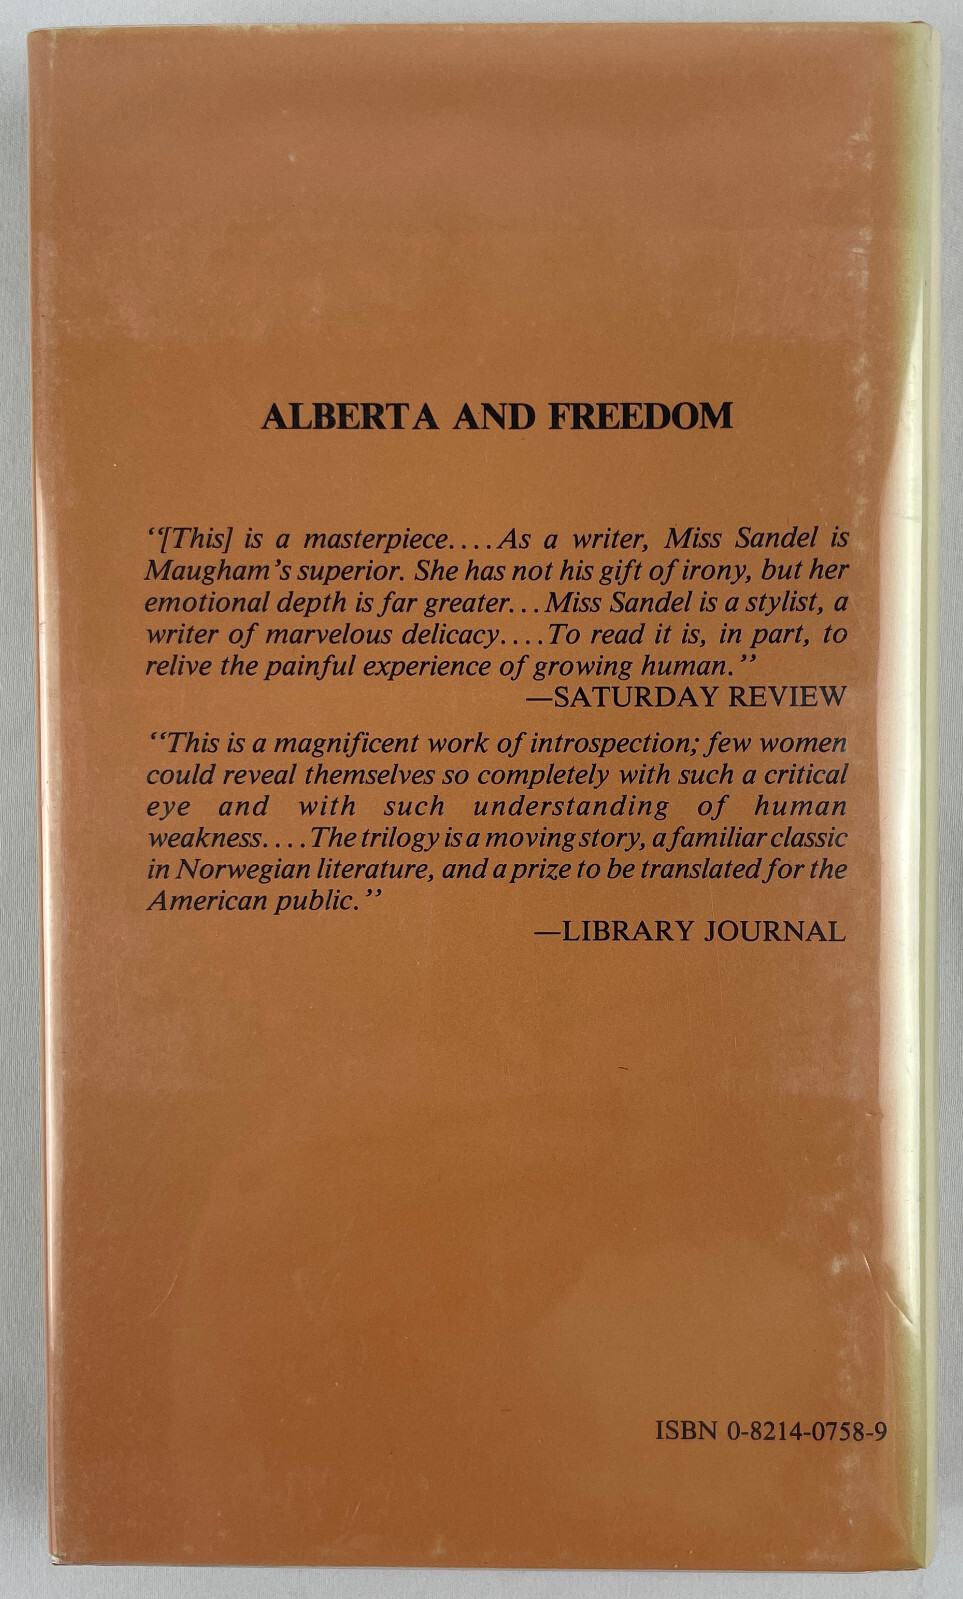 ALBERTA AND FREEDOM
“[This] is a masterpiece....As a writer, Miss Sandel is
Maugham’s superior. She has not his gift of irony, but her
emotional depth is far greater...Miss Sandel is a stylist, a
writer of marvelous delicacy....To read it is, in part, to
relive the painful experience of growing human.”
—SATURDAY REVIEW
“This is a magnificent work of introspection; few women
could reveal themselves so completely with such a critical
eye and with such understanding of human
weakness....The trilogy is a moving story, a familiar classic
in Norwegian literature, and a prize to be translated for the
American public.”
—LIBRARY JOURNAL
ISBN 0-8214-0758-9